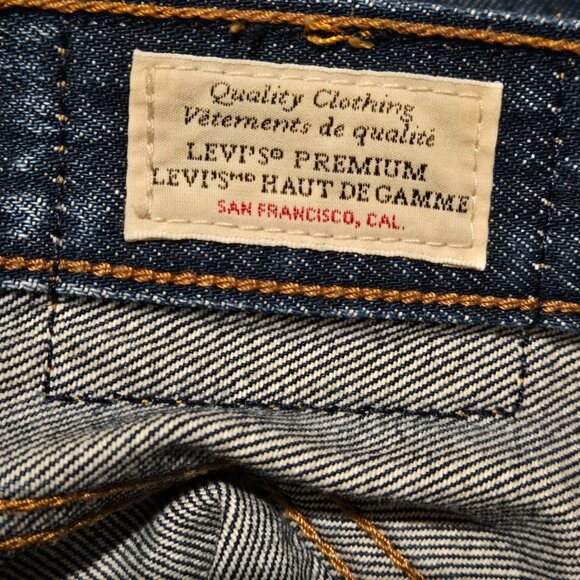 Quality Clothing
Vêtements de qualité
LEVI'S® PREMIUM
LEVI'Sᴹᴰ HAUT DE GAMME
SAN FRANCISCO, CAL.